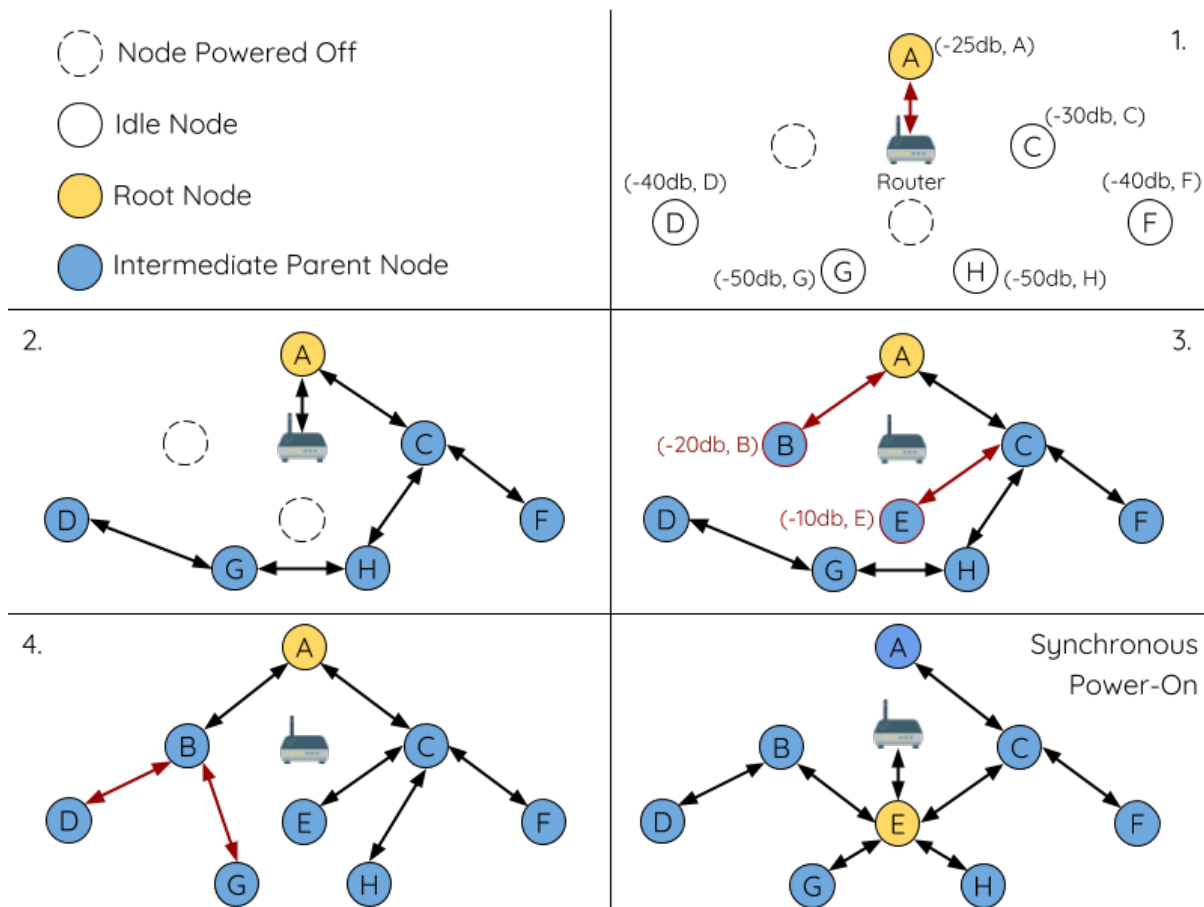 Node Powered Off
Idle Node
Root Node
Intermediate Parent Node
1.
A
(-25db, A)
(-30db, C)
C
Router
(-40db, D)
D
(-40db, F)
F
(-50db, G)
G
H
(-50db, H)
2.
A
C
D
F
G
H
3.
A
(-20db, B)
B
C
D
(-10db, E)
E
F
G
H
4.
A
B
C
D
E
F
G
H
Synchronous
Power-On
A
B
C
D
E
F
G
H